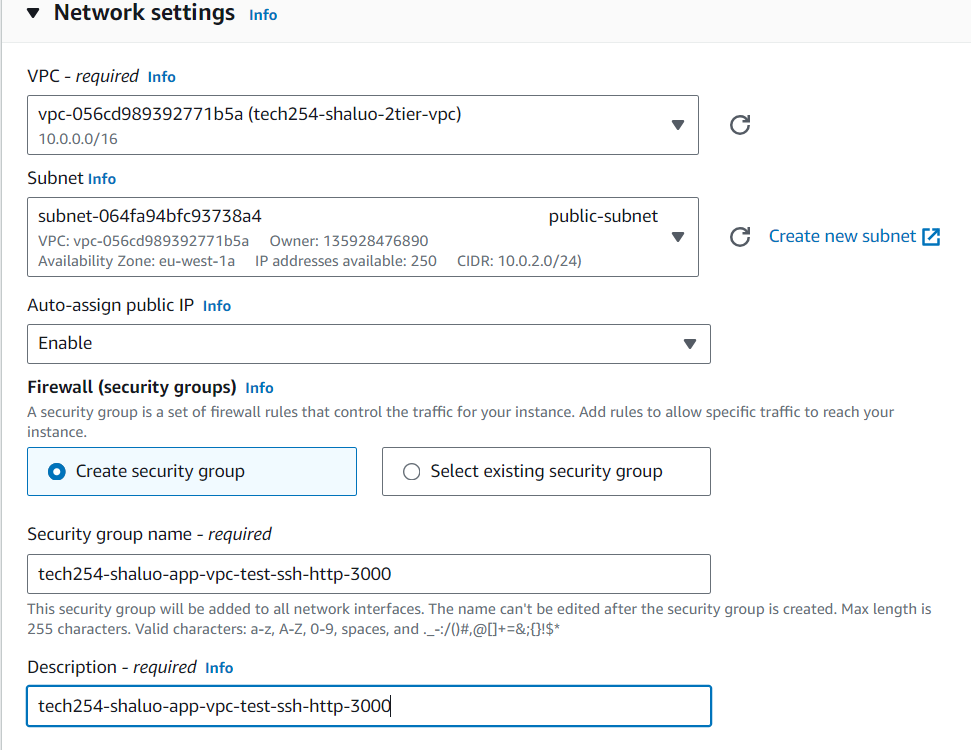 Network settings Info
VPC - required Info
vpc-056cd989392771b5a (tech254-shaluo-2tier-vpc)
10.0.0.0/16
Subnet Info
subnet-064fa94bfc93738a4 public-subnet
VPC: vpc-056cd989392771b5a Owner: 135928476890
Availability Zone: eu-west-1a IP addresses available: 250 CIDR: 10.0.2.0/24)
Create new subnet
Auto-assign public IP Info
Enable
Firewall (security groups) Info
A security group is a set of firewall rules that control the traffic for your instance. Add rules to allow specific traffic to reach your
instance.
Create security group Select existing security group
Security group name - required
tech254-shaluo-app-vpc-test-ssh-http-3000
This security group will be added to all network interfaces. The name can't be edited after the security group is created. Max length is
255 characters. Valid characters: a-z, A-Z, 0-9, spaces, and ._-:/()#,@[]+=&;{}!$*
Description - required Info
tech254-shaluo-app-vpc-test-ssh-http-3000